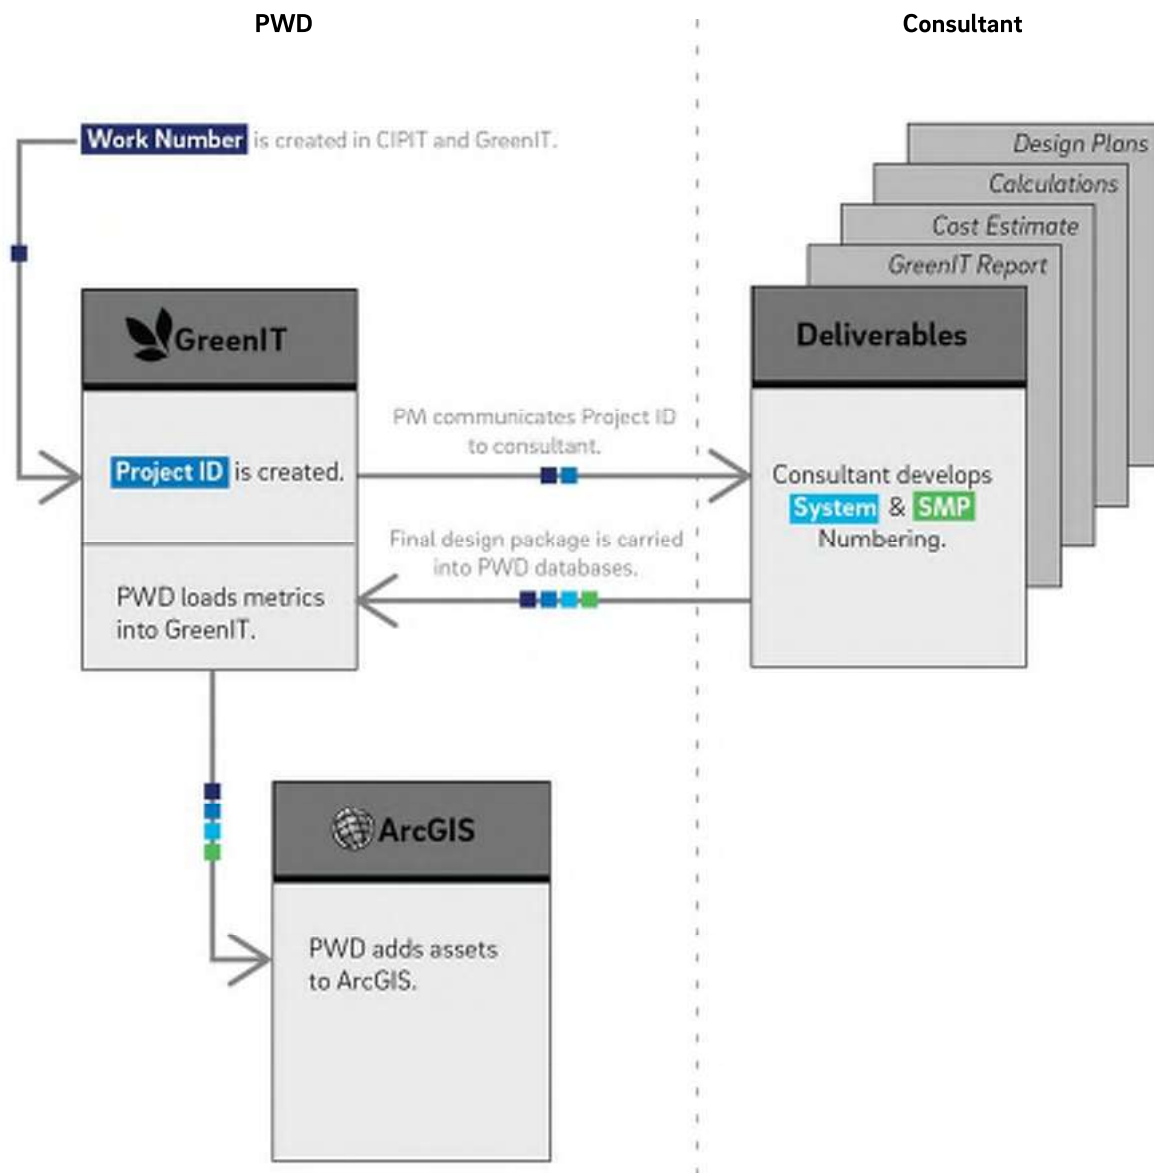 PWD
Consultant
Work Number is created in CIPIT and GreenIT.
Design Plans
Calculations
Cost Estimate
GreenIT Report
GreenIT
Deliverables
PM communicates Project ID
to consultant.
Project ID is created.
Consultant develops
System & SMP
Numbering.
Final design package is carried
into PWD databases.
PWD loads metrics
into GreenIT.
ArcGIS
PWD adds assets
to ArcGIS.